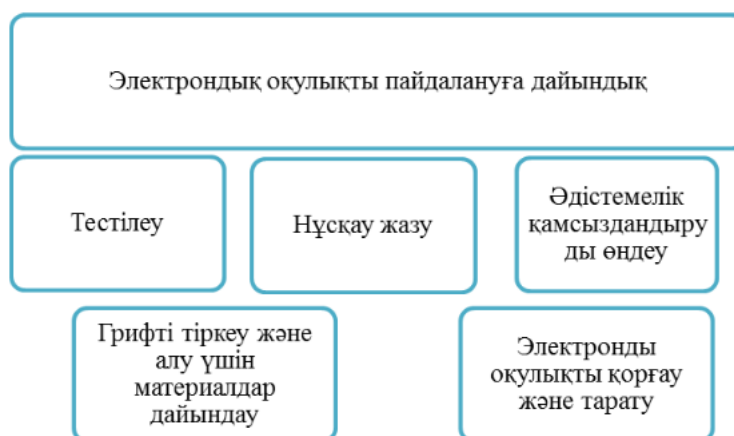 Электрондық оқулықты пайдалануға дайындық
Тестілеу
Нұсқау жазу
Әдістемелік
қамсыздандыру
ды өңдеу
Грифті тіркеу және
алу үшін
материалдар
дайындау
Электронды
оқулықты қорғау
және тарату